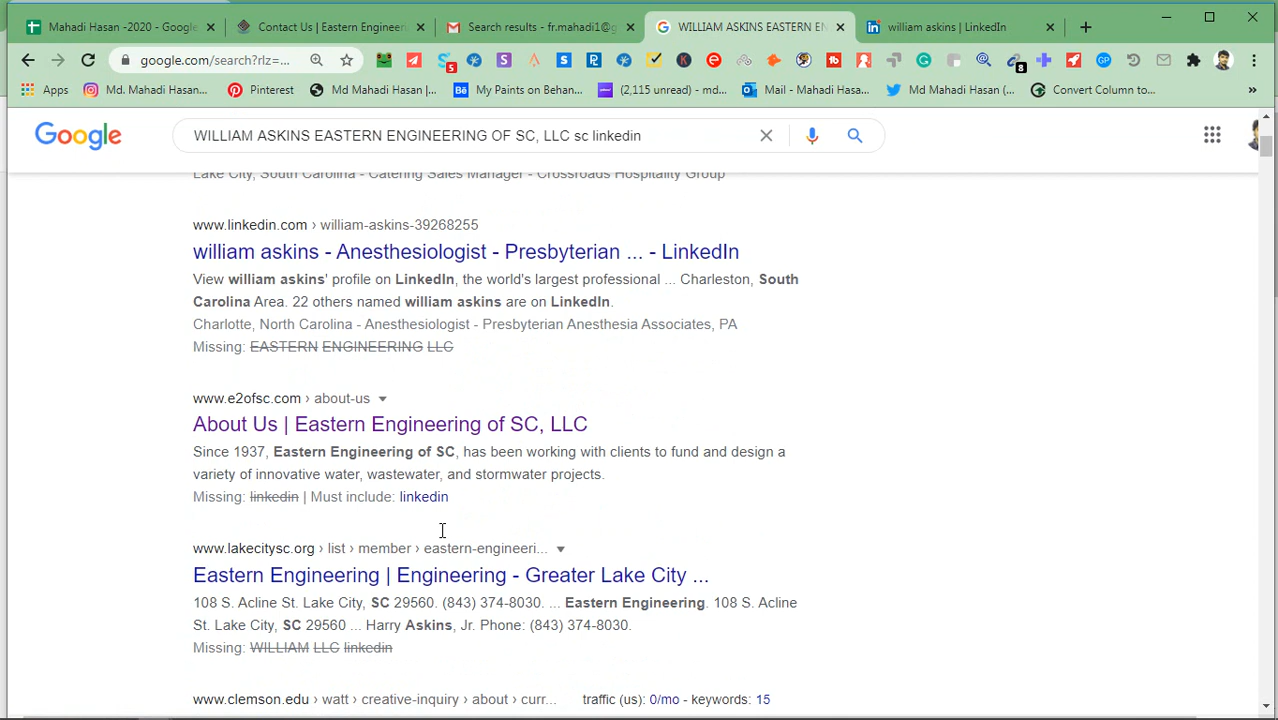 Mahadi Hasan -2020 - Google
Contact Us | Eastern Engineer
Search results - fr.mahadi1@g
WILLIAM ASKINS EASTERN EN
william askins | LinkedIn
google.com/search?rlz=...
5
8
Apps
Md. Mahadi Hasan...
Pinterest
Md Mahadi Hasan |...
My Paints on Behan...
(2,115 unread) - md...
Mail - Mahadi Hasa...
Md Mahadi Hasan (...
Convert Column to...
»
Google
WILLIAM ASKINS EASTERN ENGINEERING OF SC, LLC sc linkedin
Lake City, South Carolina - Catering Sales Manager - Crossroads Hospitality Group
www.linkedin.com › william-askins-39268255
william askins - Anesthesiologist - Presbyterian ... - LinkedIn
View william askins' profile on LinkedIn, the world's largest professional ... Charleston, South
Carolina Area. 22 others named william askins are on LinkedIn.
Charlotte, North Carolina - Anesthesiologist - Presbyterian Anesthesia Associates, PA
Missing: EASTERN ENGINEERING LLC
www.e2ofsc.com › about-us
About Us | Eastern Engineering of SC, LLC
Since 1937, Eastern Engineering of SC, has been working with clients to fund and design a
variety of innovative water, wastewater, and stormwater projects.
Missing: linkedin | Must include: linkedin
www.lakecitysc.org › list › member › eastern-engineeri...
Eastern Engineering | Engineering - Greater Lake City ...
108 S. Acline St. Lake City, SC 29560. (843) 374-8030. ... Eastern Engineering. 108 S. Acline
St. Lake City, SC 29560 ... Harry Askins, Jr. Phone: (843) 374-8030.
Missing: WILLIAM LLC linkedin
www.clemson.edu › watt › creative-inquiry › about › curr... traffic (us): 0/mo - keywords: 15